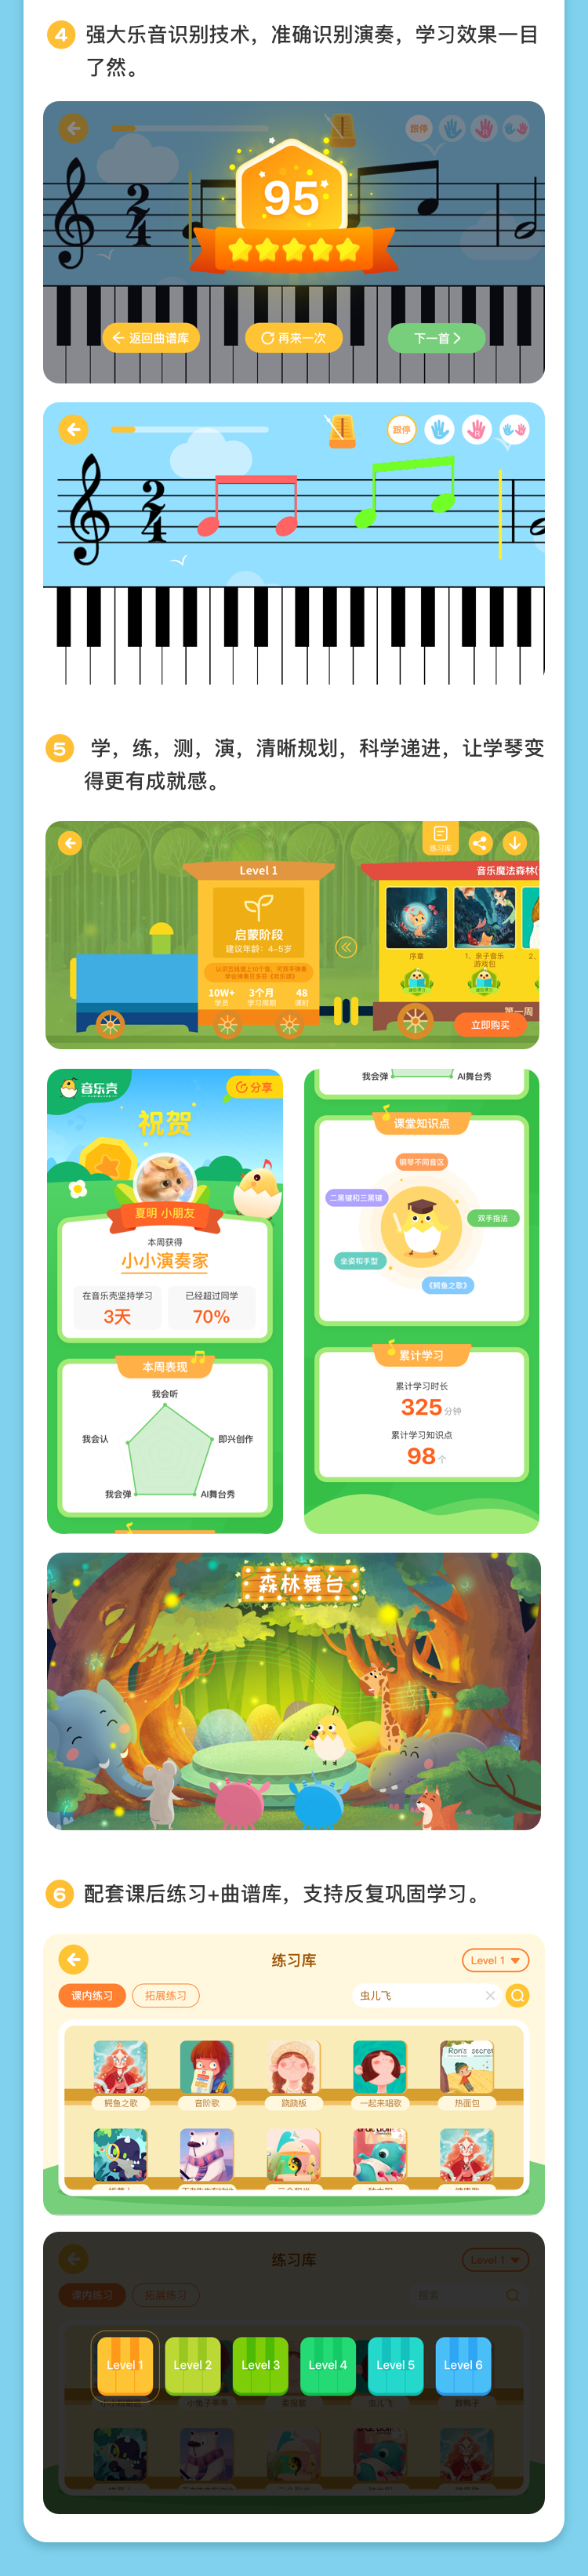 4 强大乐音识别技术，准确识别演奏，学习效果一目
了然。
跟停
95
返回曲谱库
再来一次
下一首
跟停
5 学，练，测，演，清晰规划，科学递进，让学琴变
得更有成就感。
练习库
Level 1
音乐魔法森林(
启蒙阶段
建议年龄：4-5岁
10W+ 3个月 48
学员 学习周期 课时
序章
1、亲子音乐
游戏包
2、
第一周
立即购买
音乐壳
分享
祝贺
夏明 小朋友
本周获得
小小演奏家
在音乐壳坚持学习
3天
已经超过同学
70%
本周表现
我会听
我会认
即兴创作
我会弹
AI舞台秀
我会弹
AI舞台秀
课堂知识点
钢琴不同音区
二黑键和三黑键
双手指法
坐姿和手型
《鳄鱼之歌》
累计学习
累计学习时长
325分钟
累计学习知识点
98个
森林舞台
6 配套课后练习+曲谱库，支持反复巩固学习。
练习库
Level 1
课内练习
拓展练习
虫儿飞
Ron's secret
鳄鱼之歌
音阶歌
跷跷板
一起来唱歌
热面包
练习库
Level 1
课内练习
拓展练习
搜索
Level 1
Level 2
Level 3
Level 4
Level 5
Level 6
虫儿飞
数鸭子